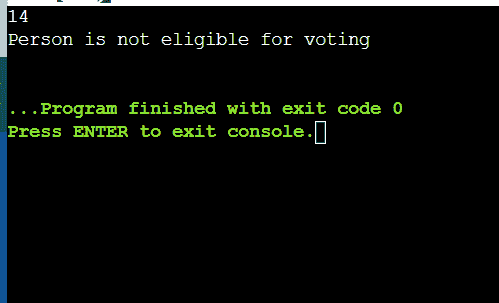 14
Person is not eligible for voting
...Program finished with exit code 0
Press ENTER to exit console.